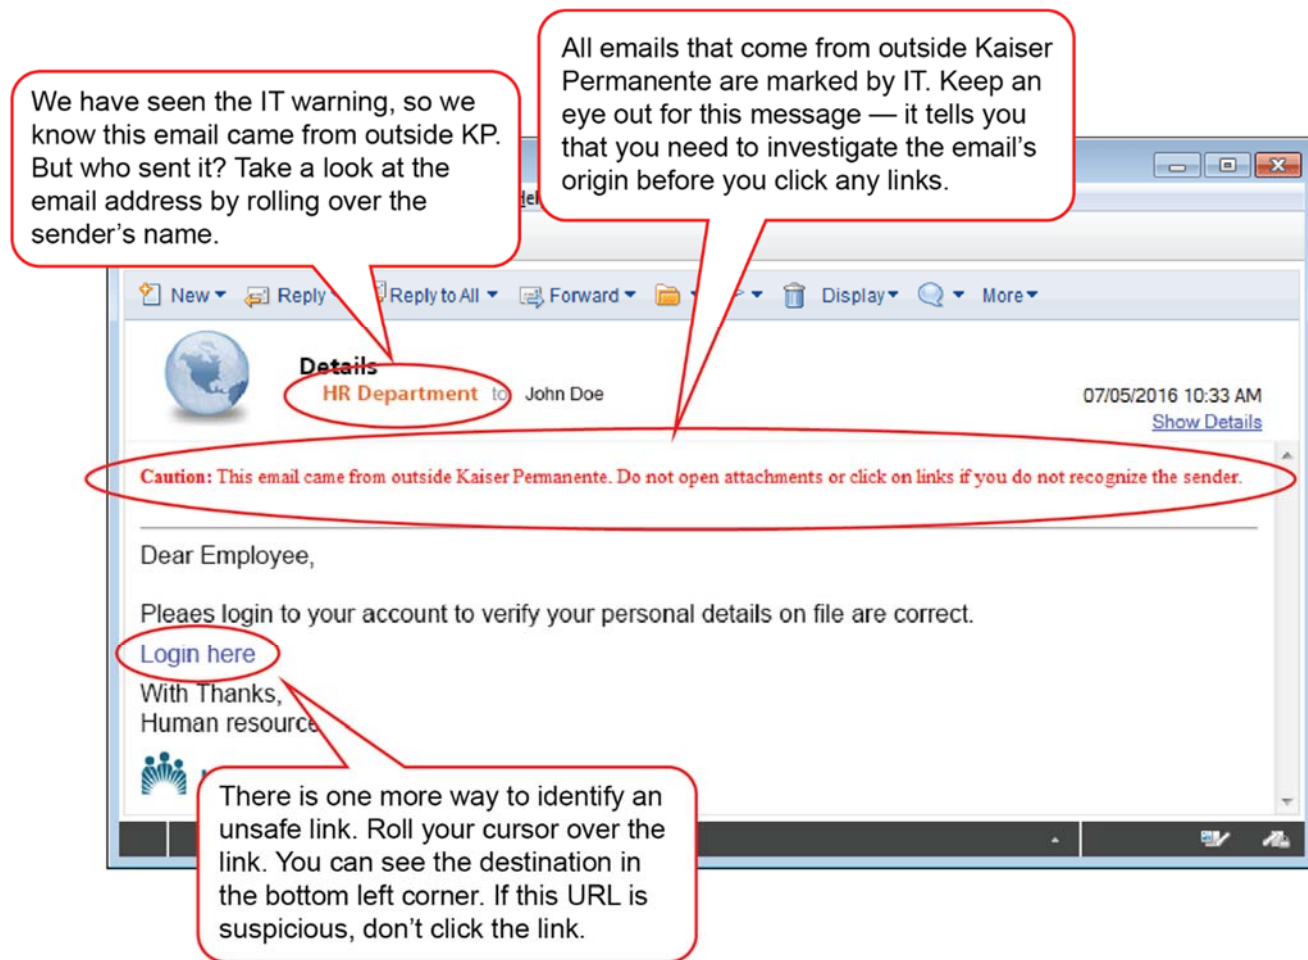 All emails that come from outside Kaiser
Permanente are marked by IT. Keep an
eye out for this message — it tells you
that you need to investigate the email's
origin before you click any links.
We have seen the IT warning, so we
know this email came from outside KP.
But who sent it? Take a look at the
email address by rolling over the
sender's name.
New Reply Reply to All Forward Display More
Details
HR Department to John Doe
07/05/2016 10:33 AM
Show Details
Caution: This email came from outside Kaiser Permanente. Do not open attachments or click on links if you do not recognize the sender.
Dear Employee,
Pleaes login to your account to verify your personal details on file are correct.
Login here
With Thanks,
Human resource
There is one more way to identify an
unsafe link. Roll your cursor over the
link. You can see the destination in
the bottom left corner. If this URL is
suspicious, don't click the link.